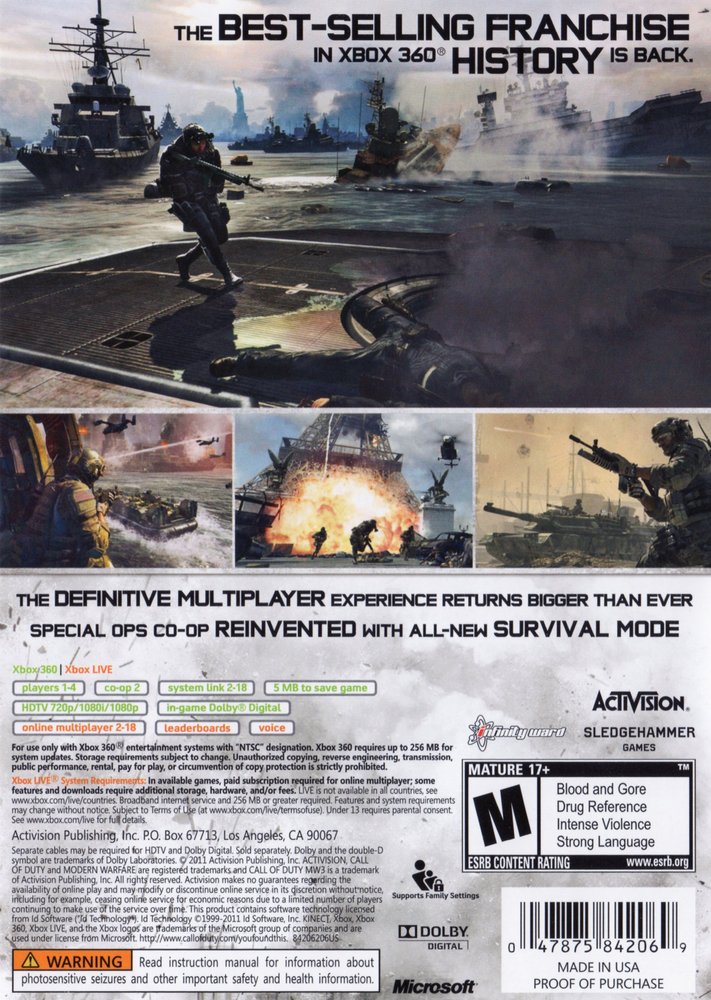 THE BEST-SELLING FRANCHISE
IN XBOX 360® HISTORY IS BACK.
THE DEFINITIVE MULTIPLAYER EXPERIENCE RETURNS BIGGER THAN EVER
SPECIAL OPS CO-OP REINVENTED WITH ALL-NEW SURVIVAL MODE
Xbox 360 | Xbox LIVE
players 1-4 co-op 2 system link 2-18 5 MB to save game
HDTV 720p/1080i/1080p in-game Dolby® Digital
online multiplayer 2-18 leaderboards voice
For use only with Xbox 360® entertainment systems with "NTSC" designation. Xbox 360 requires up to 256 MB for
system updates. Storage requirements subject to change. Unauthorized copying, reverse engineering, transmission,
public performance, rental, pay for play, or circumvention of copy protection is strictly prohibited.
Xbox LIVE® System Requirements: In available games, paid subscription required for online multiplayer; some
features and downloads require additional storage, hardware, and/or fees. LIVE is not available in all countries, see
www.xbox.com/live/countries. Broadband internet service and 256 MB or greater required. Features and system requirements
may change without notice. Subject to Terms of Use (at www.xbox.com/live/termsofuse). Under 13 requires parental consent.
See www.xbox.com/live for full details.
Activision Publishing, Inc. P.O. Box 67713, Los Angeles, CA 90067
Separate cables may be required for HDTV and Dolby Digital. Sold separately. Dolby and the double-D
symbol are trademarks of Dolby Laboratories. © 2011 Activision Publishing, Inc. ACTIVISION, CALL
OF DUTY and MODERN WARFARE are registered trademarks and CALL OF DUTY MW3 is a trademark
of Activision Publishing, Inc. All rights reserved. Activision makes no guarantees regarding the
availability of online play and may modify or discontinue online service in its discretion without notice,
including for example, ceasing online service for economic reasons due to a limited number of players
continuing to make use of the service over time. This product contains software technology licensed
from Id Software ("Id Technology"). Id Technology ©1999-2011 Id Software, Inc. KINECT, Xbox, Xbox
360, Xbox LIVE, and the Xbox logos are trademarks of the Microsoft group of companies and are
used under license from Microsoft. http://www.callofduty/youfoundthis. 84206206US
WARNING Read instruction manual for information about
photosensitive seizures and other important safety and health information.
ACTIVISION®
infinity ward SLEDGEHAMMER
GAMES
MATURE 17+ ™
M
Blood and Gore
Drug Reference
Intense Violence
Strong Language
ESRB CONTENT RATING www.esrb.org
Supports Family Settings
DOLBY
DIGITAL
Microsoft
0 47875 84206 9
MADE IN USA
PROOF OF PURCHASE